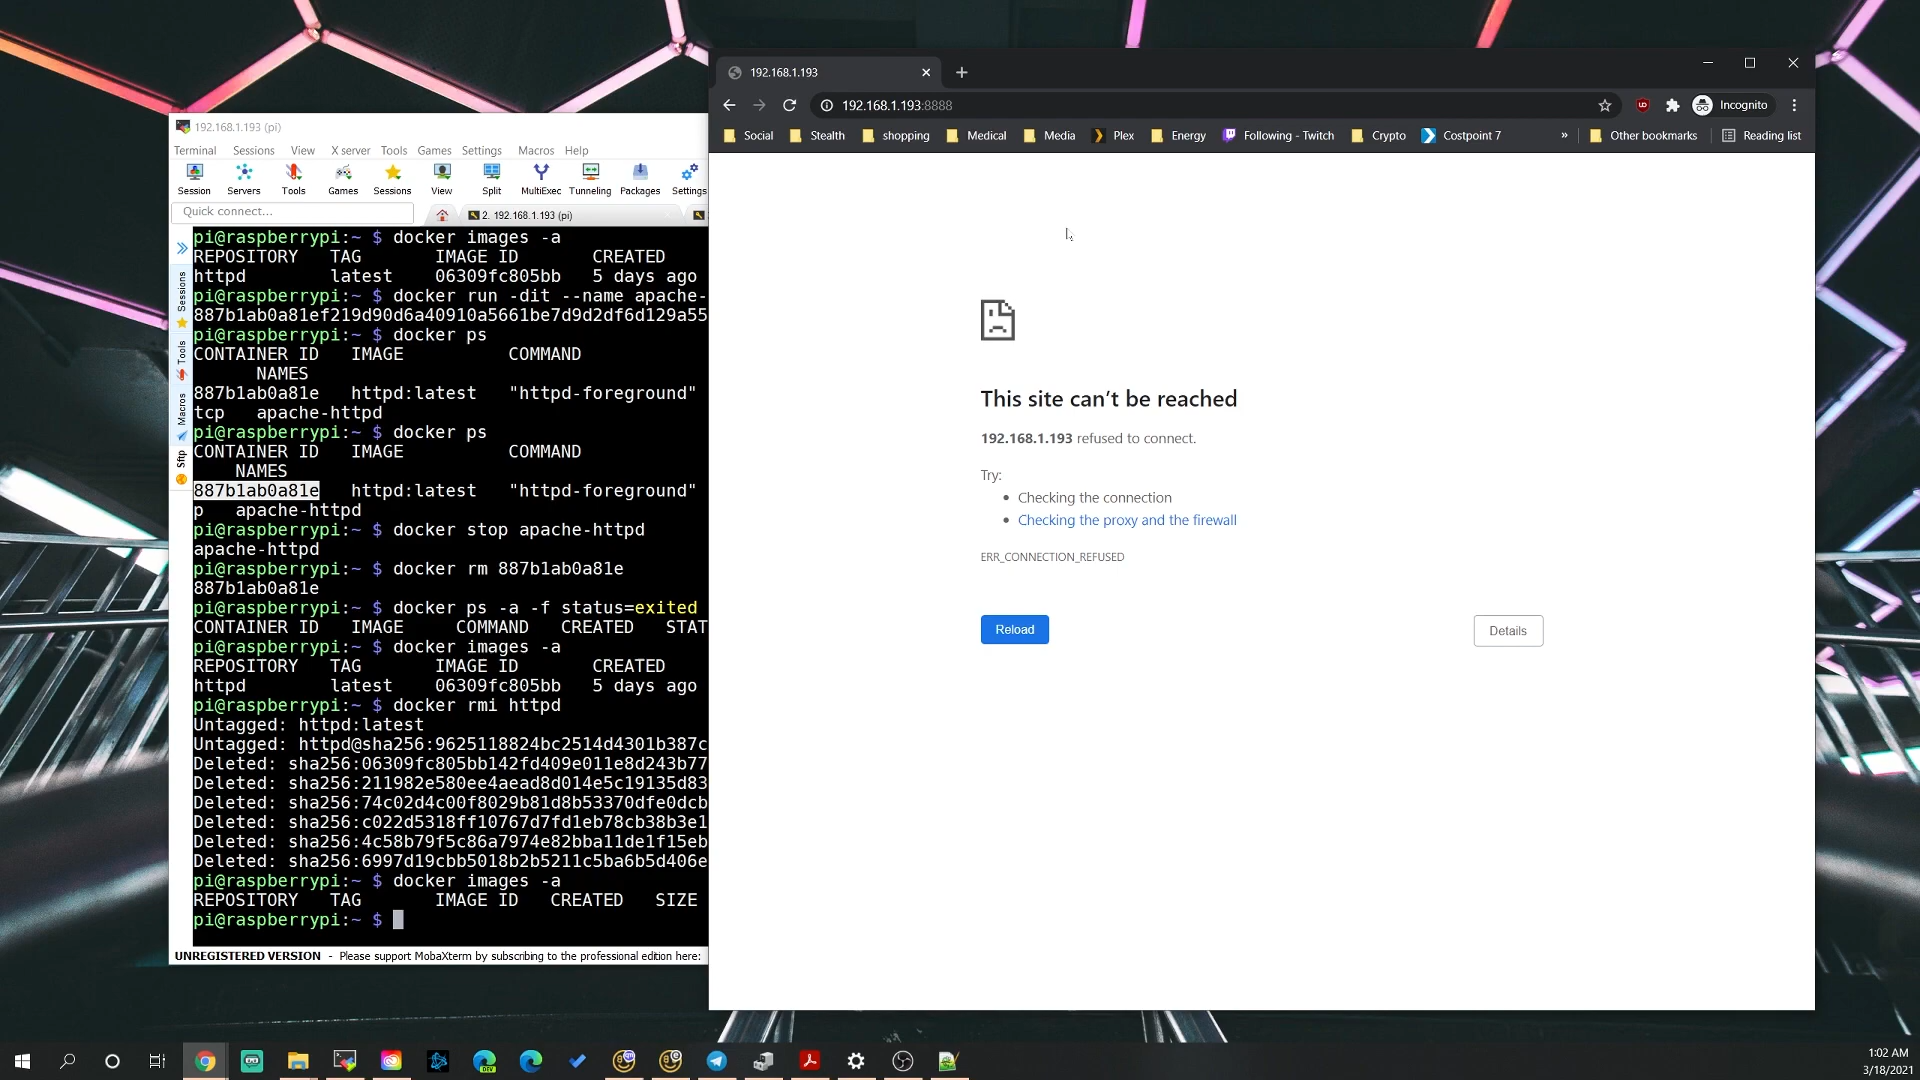 192.168.1.193 (pi)
Terminal Sessions View X server Tools Games Settings Macros Help
Session Servers Tools Games Sessions View Split MultiExec Tunneling Packages Settings
Quick connect...
2. 192.168.1.193 (pi)
Sessions
Tools
Macros
Sftp
pi@raspberrypi:~ $ docker images -a
REPOSITORY TAG IMAGE ID CREATED
httpd latest 06309fc805bb 5 days ago
pi@raspberrypi:~ $ docker run -dit --name apache-
887b1ab0a81ef219d90d6a40910a5661be7d9d2df6d129a55
pi@raspberrypi:~ $ docker ps
CONTAINER ID IMAGE COMMAND
NAMES
887b1ab0a81e httpd:latest "httpd-foreground"
tcp apache-httpd
pi@raspberrypi:~ $ docker ps
CONTAINER ID IMAGE COMMAND
NAMES
887b1ab0a81e httpd:latest "httpd-foreground"
p apache-httpd
pi@raspberrypi:~ $ docker stop apache-httpd
apache-httpd
pi@raspberrypi:~ $ docker rm 887b1ab0a81e
887b1ab0a81e
pi@raspberrypi:~ $ docker ps -a -f status=exited
CONTAINER ID IMAGE COMMAND CREATED STAT
pi@raspberrypi:~ $ docker images -a
REPOSITORY TAG IMAGE ID CREATED
httpd latest 06309fc805bb 5 days ago
pi@raspberrypi:~ $ docker rmi httpd
Untagged: httpd:latest
Untagged: httpd@sha256:9625118824bc2514d4301b387c
Deleted: sha256:06309fc805bb142fd409e011e8d243b77
Deleted: sha256:211982e580ee4aead8d014e5c19135d83
Deleted: sha256:74c02d4c00f8029b81d8b53370dfe0dcb
Deleted: sha256:c022d5318ff10767d7fd1eb78cb38b3e1
Deleted: sha256:4c58b79f5c86a7974e82bba11de1f15eb
Deleted: sha256:6997d19cbb5018b2b5211c5ba6b5d406e
pi@raspberrypi:~ $ docker images -a
REPOSITORY TAG IMAGE ID CREATED SIZE
pi@raspberrypi:~ $
UNREGISTERED VERSION - Please support MobaXterm by subscribing to the professional edition here:
192.168.1.193
192.168.1.193:8888
Incognito
Social Stealth shopping Medical Media Plex Energy Following - Twitch Crypto Costpoint 7 » Other bookmarks Reading list
This site can't be reached
192.168.1.193 refused to connect.
Try:
• Checking the connection
• Checking the proxy and the firewall
ERR_CONNECTION_REFUSED
Reload
Details
DEV
1:02 AM
3/18/2021